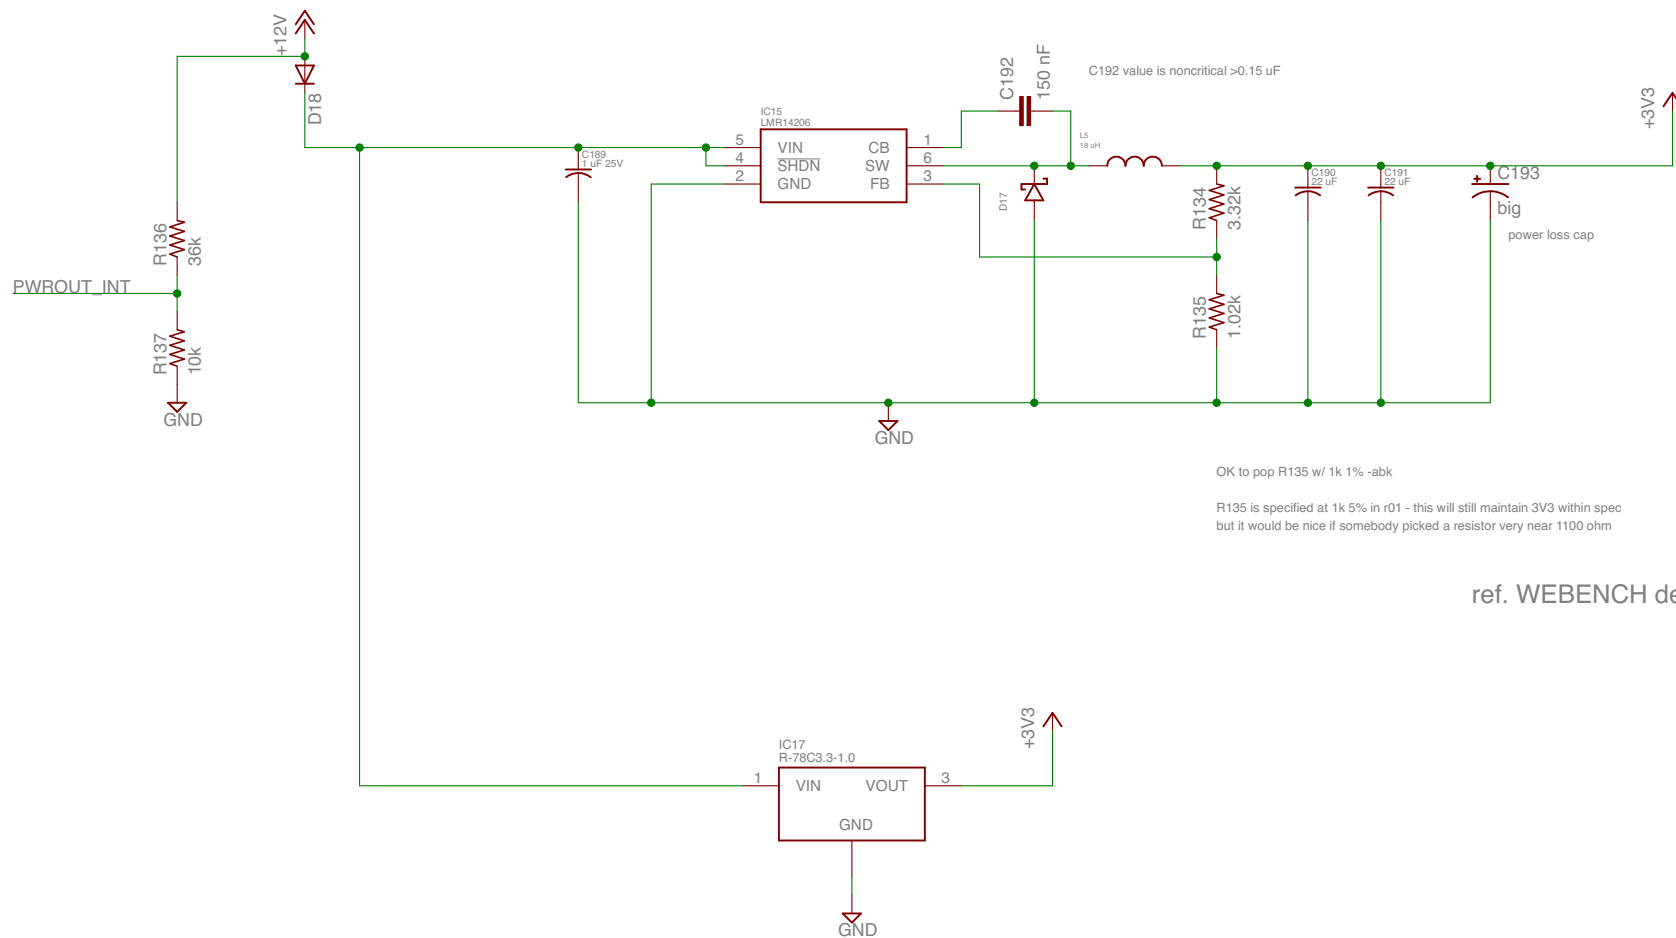 +12V
D18
R136
36k
PWROUT_INT
R137
10k
GND
C189
1 uF 25V
IC15
LMR14206
5
4
2
VIN
SHDN
GND
CB
SW
FB
1
6
3
C192
150 nF
C192 value is noncritical >0.15 uF
L5
18 uH
D17
R134
3.32k
R135
1.02k
C190
22 uF
C191
22 uF
C193
big
power loss cap
+3V3
GND
OK to pop R135 w/ 1k 1% -abk
R135 is specified at 1k 5% in r01 - this will still maintain 3V3 within spec
but it would be nice if somebody picked a resistor very near 1100 ohm
ref. WEBENCH de
IC17
R-78C3.3-1.0
1
VIN
VOUT
GND
3
+3V3
GND